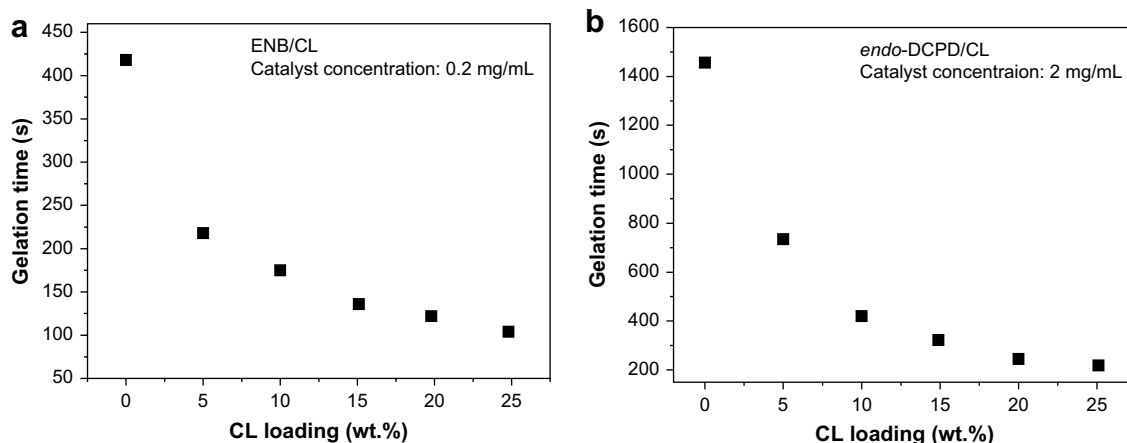 a
ENB/CL
Catalyst concentration: 0.2 mg/mL
Gelation time (s)
450
400
350
300
250
200
150
100
50
0 5 10 15 20 25
CL loading (wt.%)
b
endo-DCPD/CL
Catalyst concentraion: 2 mg/mL
Gelation time (s)
1600
1400
1200
1000
800
600
400
200
0 5 10 15 20 25
CL loading (wt.%)